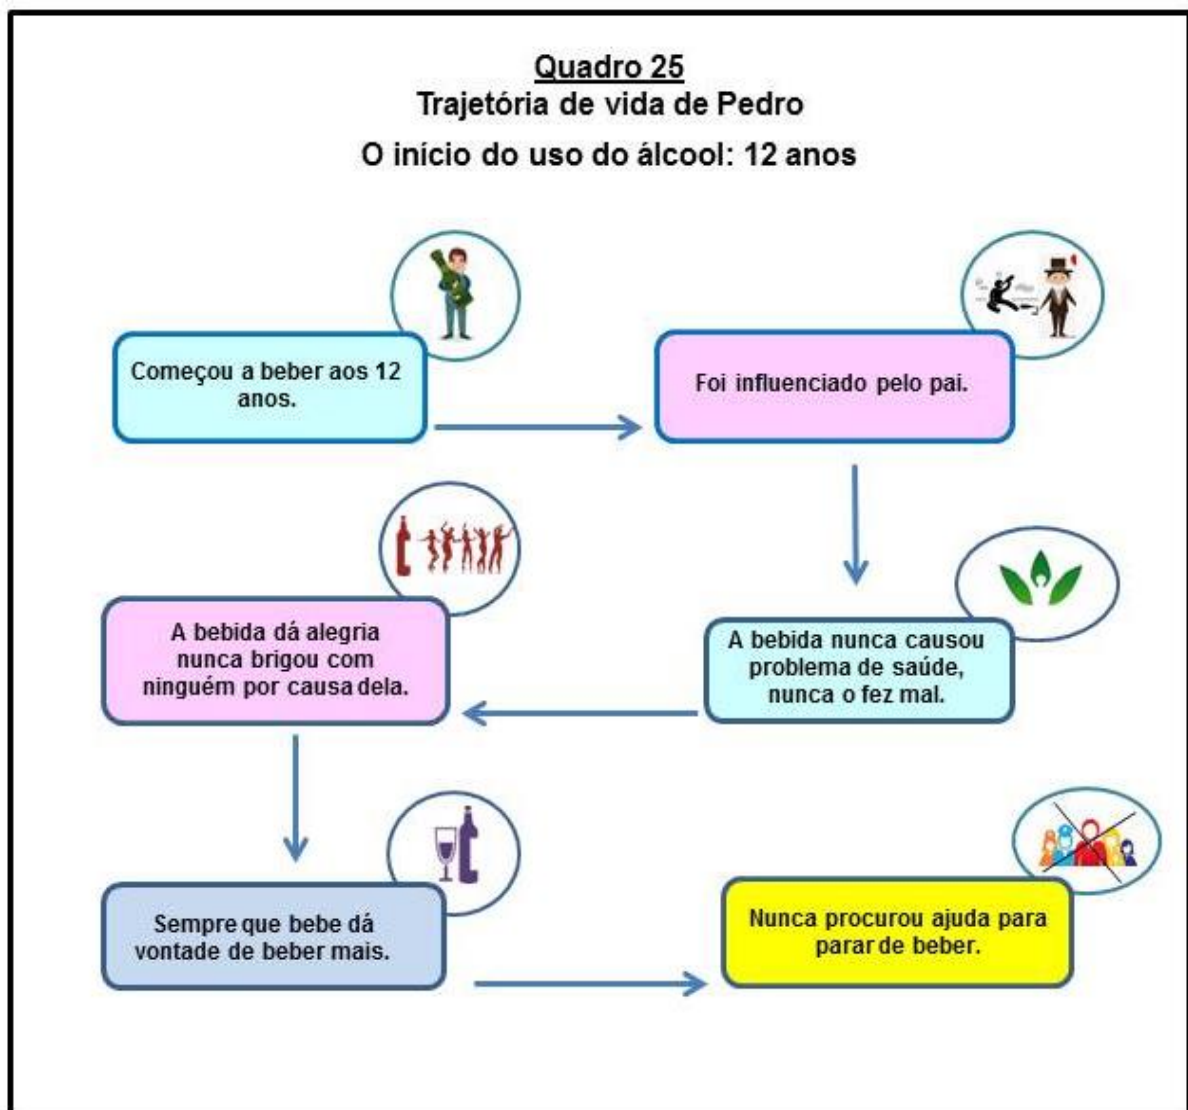 Quadro 25
Trajetória de vida de Pedro
O início do uso do álcool: 12 anos
Começou a beber aos 12
anos.
Foi influenciado pelo pai.
A bebida nunca causou
problema de saúde,
nunca o fez mal.
A bebida dá alegria
nunca brigou com
ninguém por causa dela.
Sempre que bebe dá
vontade de beber mais.
Nunca procurou ajuda para
parar de beber.